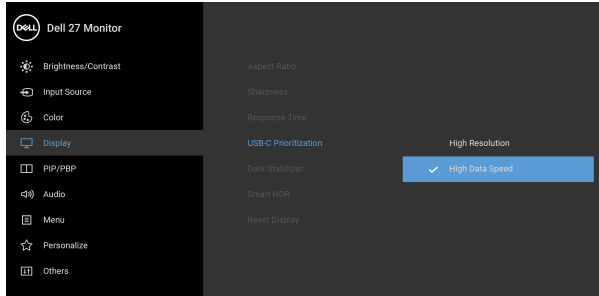 DELL Dell 27 Monitor
Brightness/Contrast
Input Source
Color
Display
PIP/PBP
Audio
Menu
Personalize
Others
Aspect Ratio
Sharpness
Response Time
USB-C Prioritization
Dark Stabilizer
Smart HDR
Reset Display
High Resolution
High Data Speed